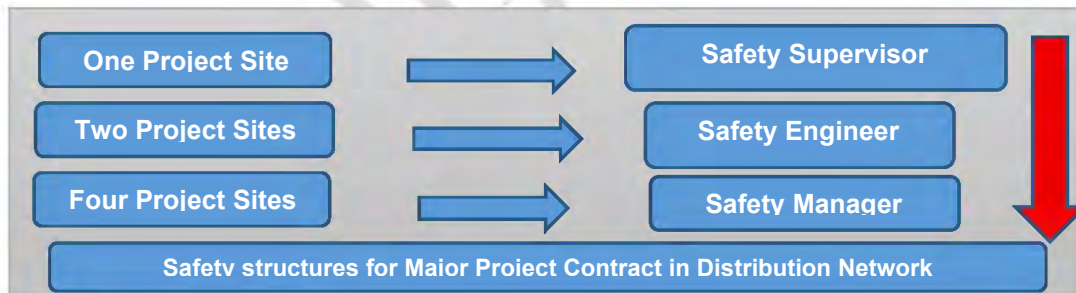 One Project Site
Safety Supervisor
Two Project Sites
Safety Engineer
Four Project Sites
Safety Manager
Safety structures for Major Project Contract in Distribution Network